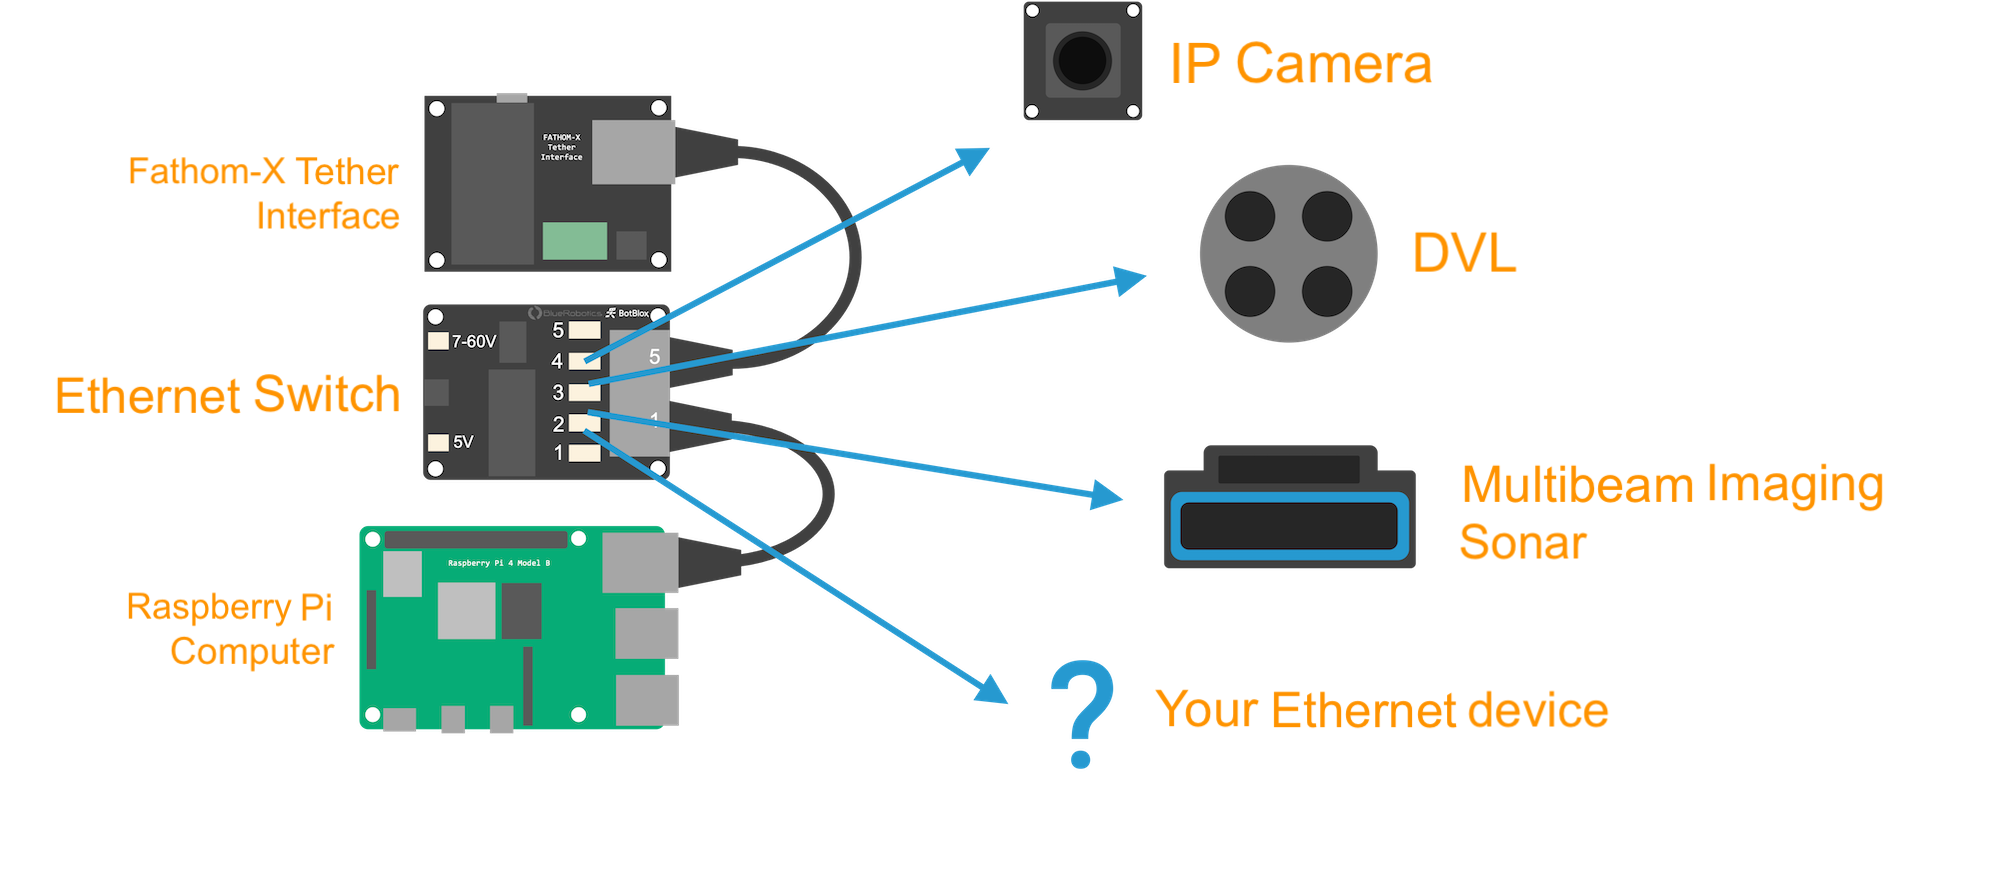 IP Camera
FATHOM-X
Tether
Interface
Fathom-X Tether
Interface
DVL
BlueRobotics BotBlox
7-60V
5
4
3
2
1
5
1
5V
Ethernet Switch
Multibeam Imaging
Sonar
Raspberry Pi 4 Model B
Raspberry Pi
Computer
?
Your Ethernet device